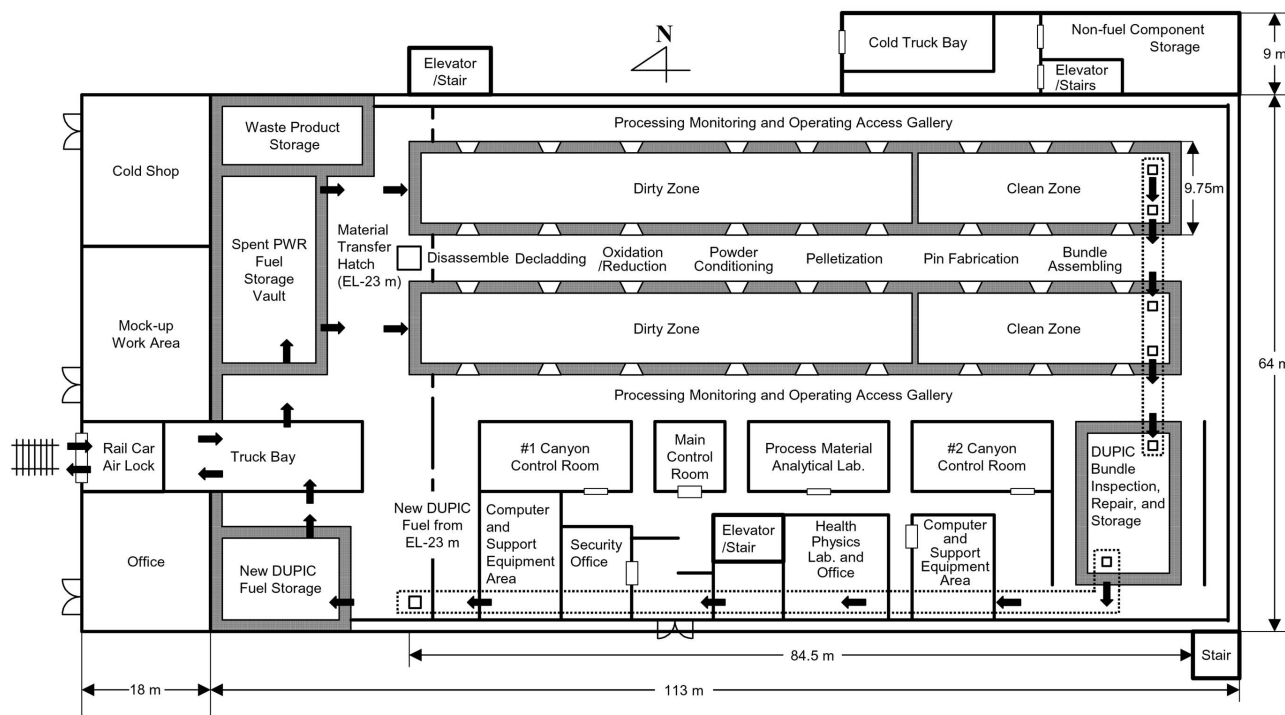 N
Elevator
/Stair
Cold Truck Bay
Non-fuel Component
Storage
Elevator
/Stairs
9 m
Waste Product
Storage
Processing Monitoring and Operating Access Gallery
Cold Shop
Dirty Zone
Clean Zone
9.75m
Spent PWR
Fuel
Storage
Vault
Material
Transfer
Hatch
(EL-23 m)
Disassemble
Decladding
Oxidation
/Reduction
Powder
Conditioning
Pelletization
Pin Fabrication
Bundle
Assembling
Mock-up
Work Area
Dirty Zone
Clean Zone
64 m
Processing Monitoring and Operating Access Gallery
Rail Car
Air Lock
Truck Bay
#1 Canyon
Control Room
Main
Control
Room
Process Material
Analytical Lab.
#2 Canyon
Control Room
DUPIC
Bundle
Inspection,
Repair, and
Storage
Office
New DUPIC
Fuel Storage
New DUPIC
Fuel from
EL-23 m
Computer
and
Support
Equipment
Area
Security
Office
Elevator
/Stair
Health
Physics
Lab. and
Office
Computer
and
Support
Equipment
Area
84.5 m
Stair
18 m
113 m